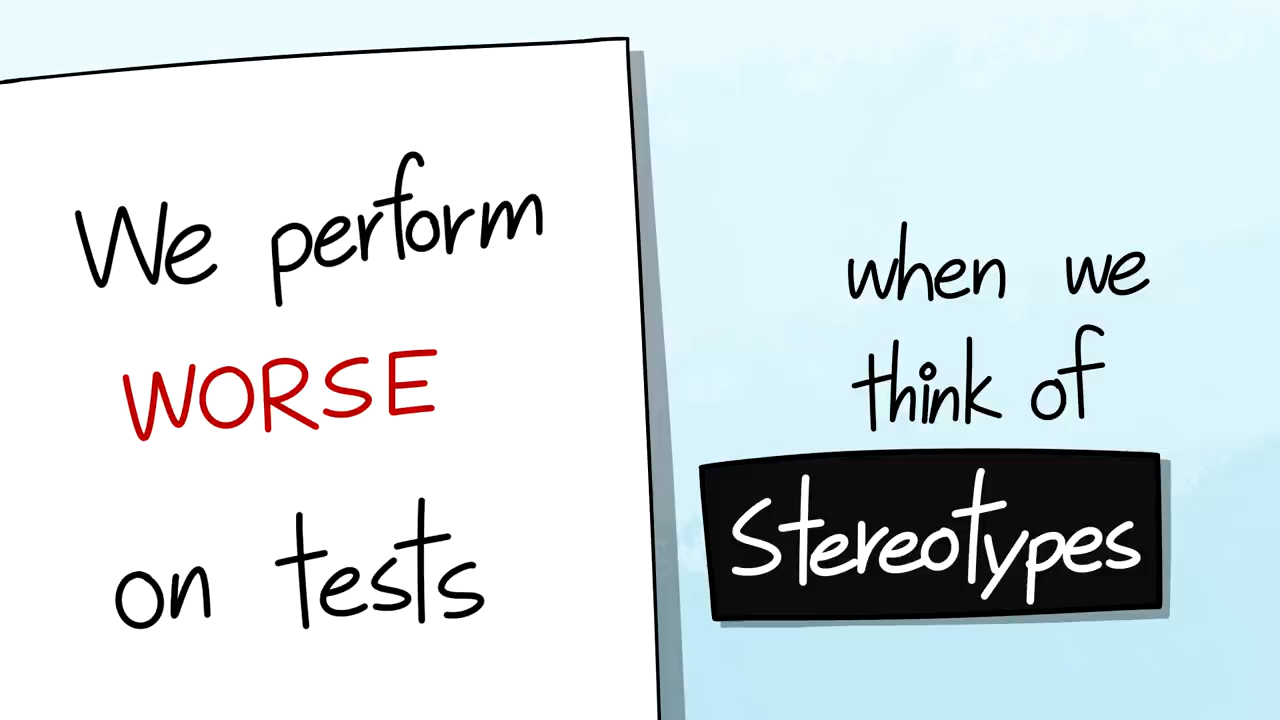 We perform
WORSE
on tests
when we
think of
Stereotypes